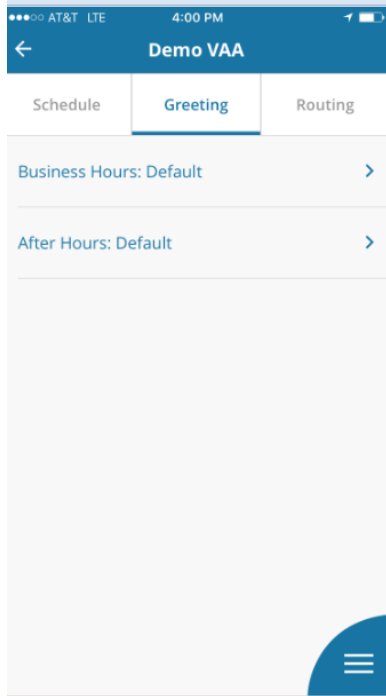 AT&T LTE 4:00 PM
Demo VAA
Schedule Greeting Routing
Business Hours: Default
After Hours: Default